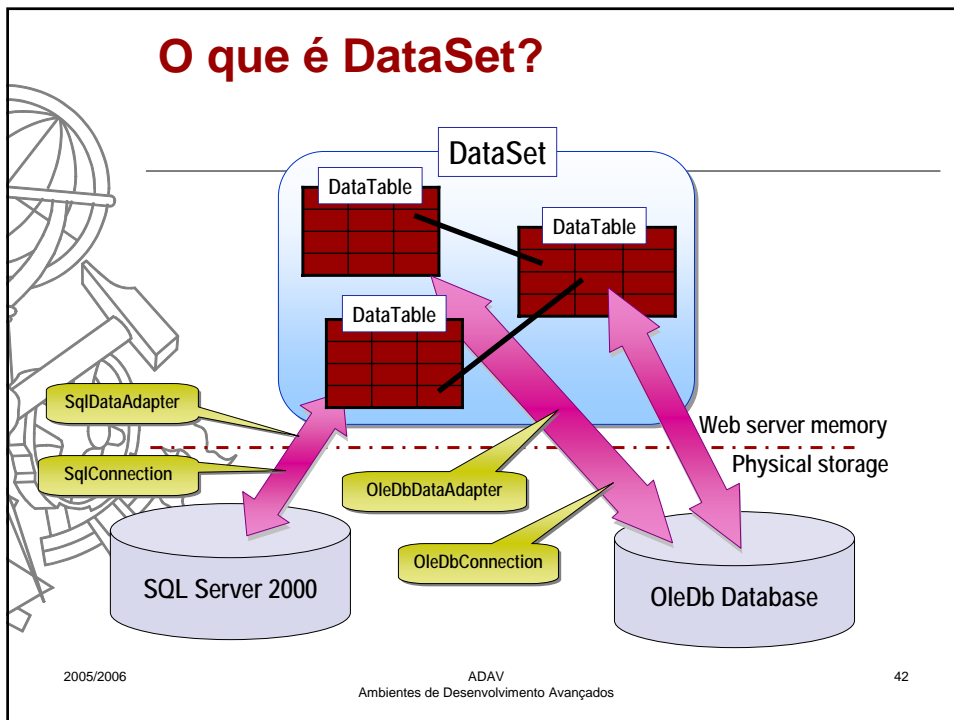 O que é DataSet?
DataSet
DataTable
DataTable
DataTable
SqlDataAdapter
Web server memory
SqlConnection
Physical storage
OleDbDataAdapter
OleDbConnection
SQL Server 2000
OleDb Database
2005/2006
ADAV
42
Ambientes de Desenvolvimento Avançados